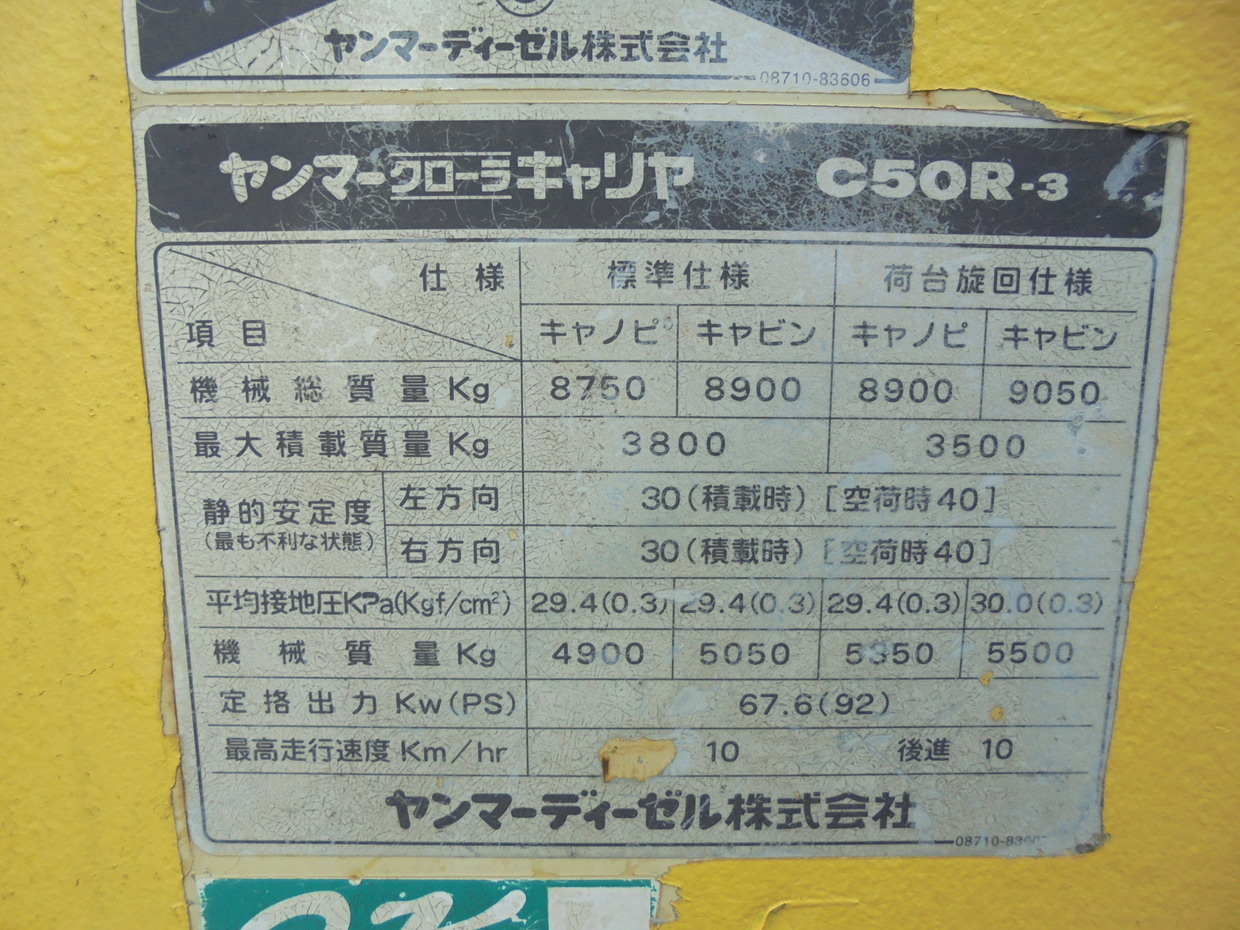 ヤンマーディーゼル株式会社
08710-83606
ヤンマークローラキャリヤ C50R-3
仕様 標準仕様 荷台旋回仕様
項目 キャノピ キャビン キャノピ キャビン
機械総質量 Kg 8750 8900 8900 9050
最大積載質量 Kg 3800 3500
静的安定度 左方向 30(積載時)[空荷時40]
(最も不利な状態) 右方向 30(積載時)[空荷時40]
平均接地圧KPa(Kgf/cm²) 29.4(0.3) 29.4(0.3) 29.4(0.3) 30.0(0.3)
機械質量 Kg 4900 5050 5350 5500
定挌出力 Kw(PS) 67.6(92)
最高走行速度 Km/hr 10 後進 10
ヤンマーディーゼル株式会社